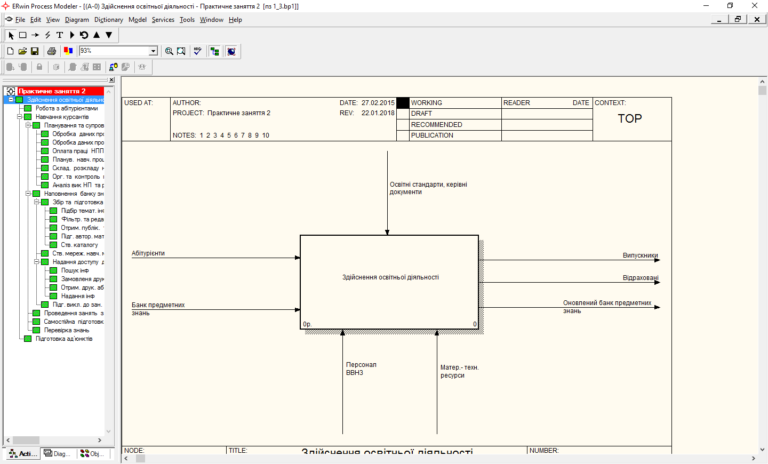 ERwin Process Modeler - [(A-0) Здійснення освітньої діяльності - Практичне заняття 2 [пз 1_3.bp1]]
File Edit View Diagram Dictionary Model Services Tools Window Help
93%
Практичне заняття 2
Здійснення освітньої діяльно
Робота з абітурієнтами
Навчання курсантів
Планування та супрово
Обробка даних про
Обробка даних про
Оплата праці НПП
Планув. навч. проц
Склад. розкладу н
Орг. та контроль я
Аналіз вик НП та р
Наповнення банку зн
Збір та підготовка
Підбір темат. інс
Фільтр. та реда
Отрим. публік.
Підг. автор. мат
Ств. каталогу
Ств. мереж. навч. м
Надання доступу д
Пошук інф
Замовлення друк
Отрим. друк. аб
Надання інф
Підг. викл. до зан.
Проведення занять з
Самостійна підготовк
Перевірка знань
Підготовка ад'юнктів
Acti... Diag... Obj...
USED AT: AUTHOR: DATE: 27.02.2015 WORKING READER DATE CONTEXT:
PROJECT: Практичне заняття 2 REV: 22.01.2018 DRAFT
TOP
RECOMMENDED
NOTES: 1 2 3 4 5 6 7 8 9 10 PUBLICATION
Освітні стандарти, керівні
документи
Абітурієнти
Випускники
Здійснення освітньої діяльності
Відраховані
Банк предметних
знань
Оновлений банк предметних
знань
0р. 0
Персонал
ВВНЗ
Матер.- техн.
ресурси
NODE: TITLE: Здійснення освітньої діяльності NUMBER: